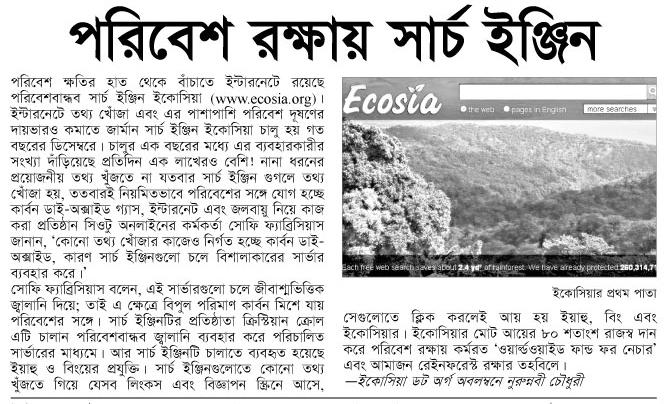 পরিবেশ রক্ষায় সার্চ ইঞ্জিন
পরিবেশ ক্ষতির হাত থেকে বাঁচাতে ইন্টারনেটে রয়েছে
পরিবেশবান্ধব সার্চ ইঞ্জিন ইকোসিয়া (www.ecosia.org)।
ইন্টারনেটে তথ্য খোঁজা এবং এর পাশাপাশি পরিবেশ দূষণের
দায়ভারও কমাতে জার্মান সার্চ ইঞ্জিন ইকোসিয়া চালু হয় গত
বছরের ডিসেম্বরে। চালুর এক বছরের মধ্যে এর ব্যবহারকারীর
সংখ্যা দাঁড়িয়েছে প্রতিদিন এক লাখেরও বেশি! নানা ধরনের
প্রয়োজনীয় তথ্য খুঁজতে না যতবার সার্চ ইঞ্জিন গুগলে তথ্য
খোঁজা হয়, ততবারই নিয়মিতভাবে পরিবেশের সঙ্গে যোগ হচ্ছে
কার্বন ডাই-অক্সাইড গ্যাস, ইন্টারনেট এবং জলবায়ু নিয়ে কাজ
করা প্রতিষ্ঠান সিওটু অনলাইনের কর্মকর্তা সোফি ফ্যাব্রিসিয়াস
জানান, ‘কোনো তথ্য খোঁজার কাজেও নির্গত হচ্ছে কার্বন ডাই-
অক্সাইড, কারণ সার্চ ইঞ্জিনগুলো চলে বিশালাকারের সার্ভার
ব্যবহার করে।’
সোফি ফ্যাব্রিসিয়াস বলেন, এই সার্ভারগুলো চলে জীবাশ্মভিত্তিক
জ্বালানি দিয়ে; তাই এ ক্ষেত্রে বিপুল পরিমাণ কার্বন মিশে যায়
পরিবেশের সঙ্গে। সার্চ ইঞ্জিনটির প্রতিষ্ঠাতা ক্রিস্টিয়ান ক্রোল
এটি চালান পরিবেশবান্ধব জ্বালানি ব্যবহার করে পরিচালিত
সার্ভারের মাধ্যমে। আর সার্চ ইঞ্জিনটি চালাতে ব্যবহৃত হয়েছে
ইয়াহু ও বিংয়ের প্রযুক্তি। সার্চ ইঞ্জিনগুলোতে কোনো তথ্য
খুঁজতে গিয়ে যেসব লিংকস এবং বিজ্ঞাপন স্ক্রিনে আসে,
Ecosia
the web pages in English
more searches
Each free web search saves about 2.4 yd² of rainforest. We have already protected 260,314,71
ইকোসিয়ার প্রথম পাতা
সেগুলোতে ক্লিক করলেই আয় হয় ইয়াহু, বিং এবং
ইকোসিয়ার। ইকোসিয়ার মোট আয়ের ৮০ শতাংশ রাজস্ব দান
করে পরিবেশ রক্ষায় কর্মরত ‘ওয়ার্ল্ডওয়াইড ফান্ড ফর নেচার’
এবং আমাজন রেইনফরেস্ট রক্ষার তহবিলে।
—ইকোসিয়া ডট অর্গ অবলম্বনে নুরুন্নবী চৌধুরী